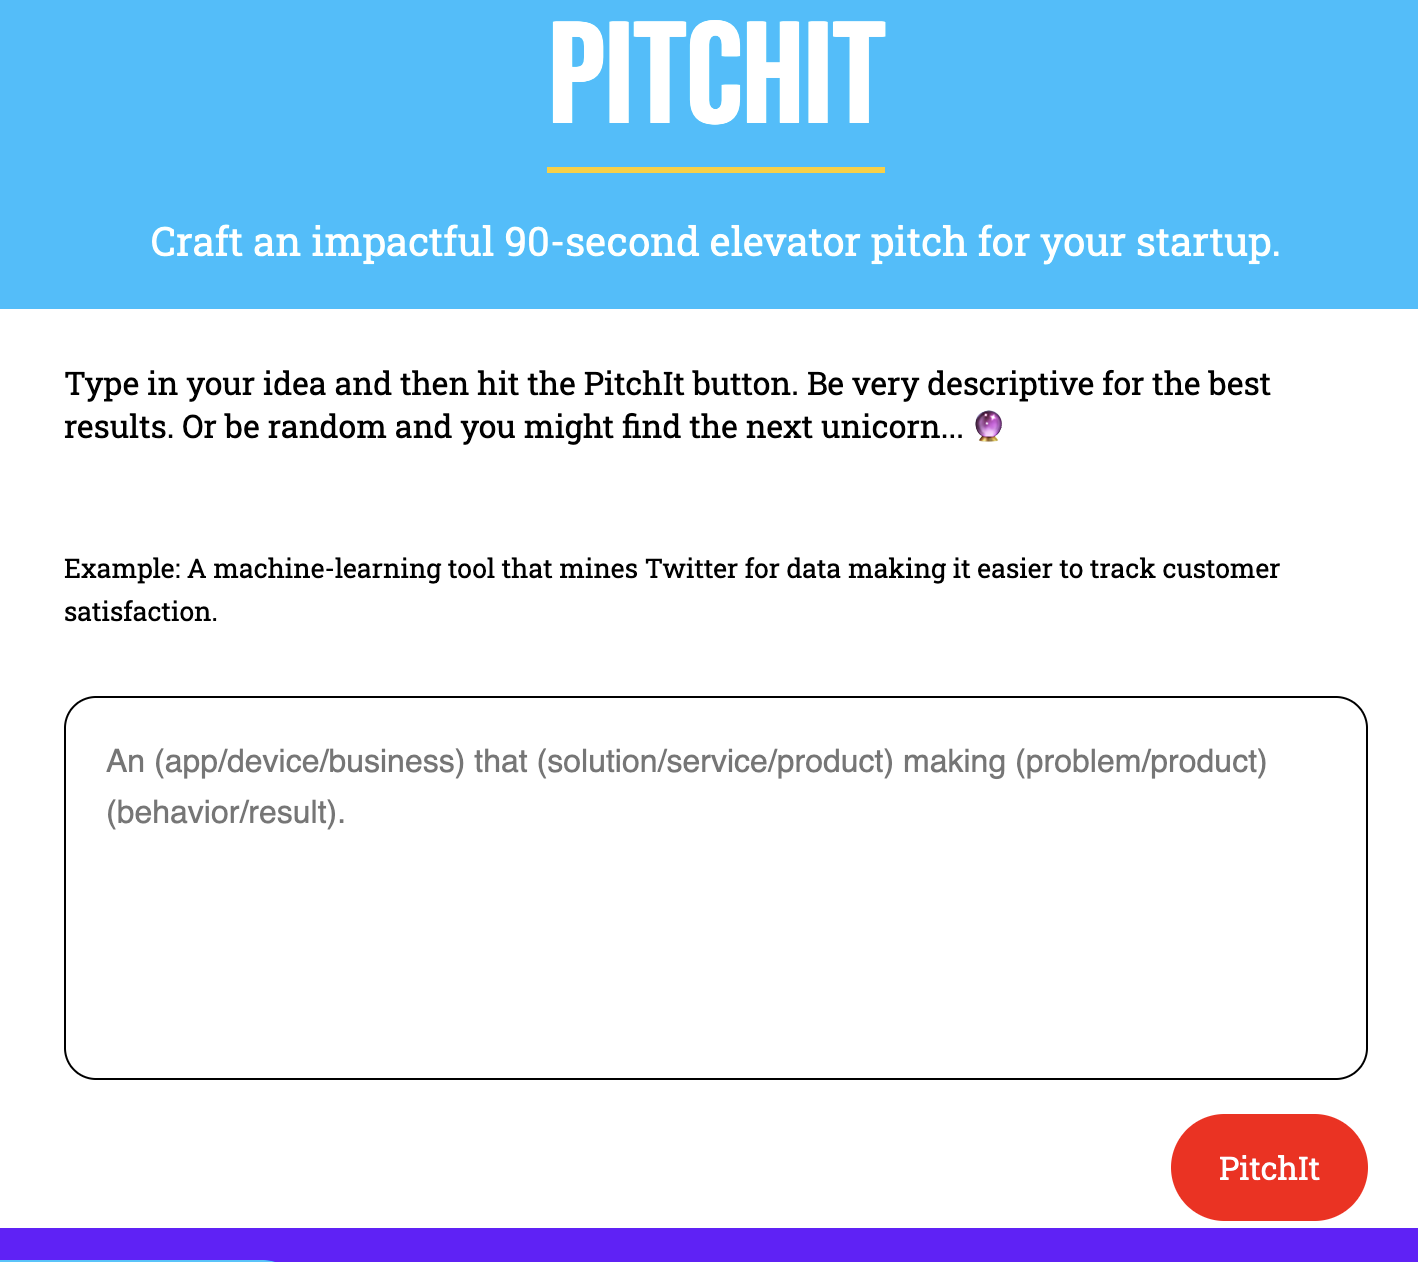 PITCHIT
Craft an impactful 90-second elevator pitch for your startup.
Type in your idea and then hit the PitchIt button. Be very descriptive for the best
results. Or be random and you might find the next unicorn... 🔮
Example: A machine-learning tool that mines Twitter for data making it easier to track customer
satisfaction.
An (app/device/business) that (solution/service/product) making (problem/product)
(behavior/result).
PitchIt